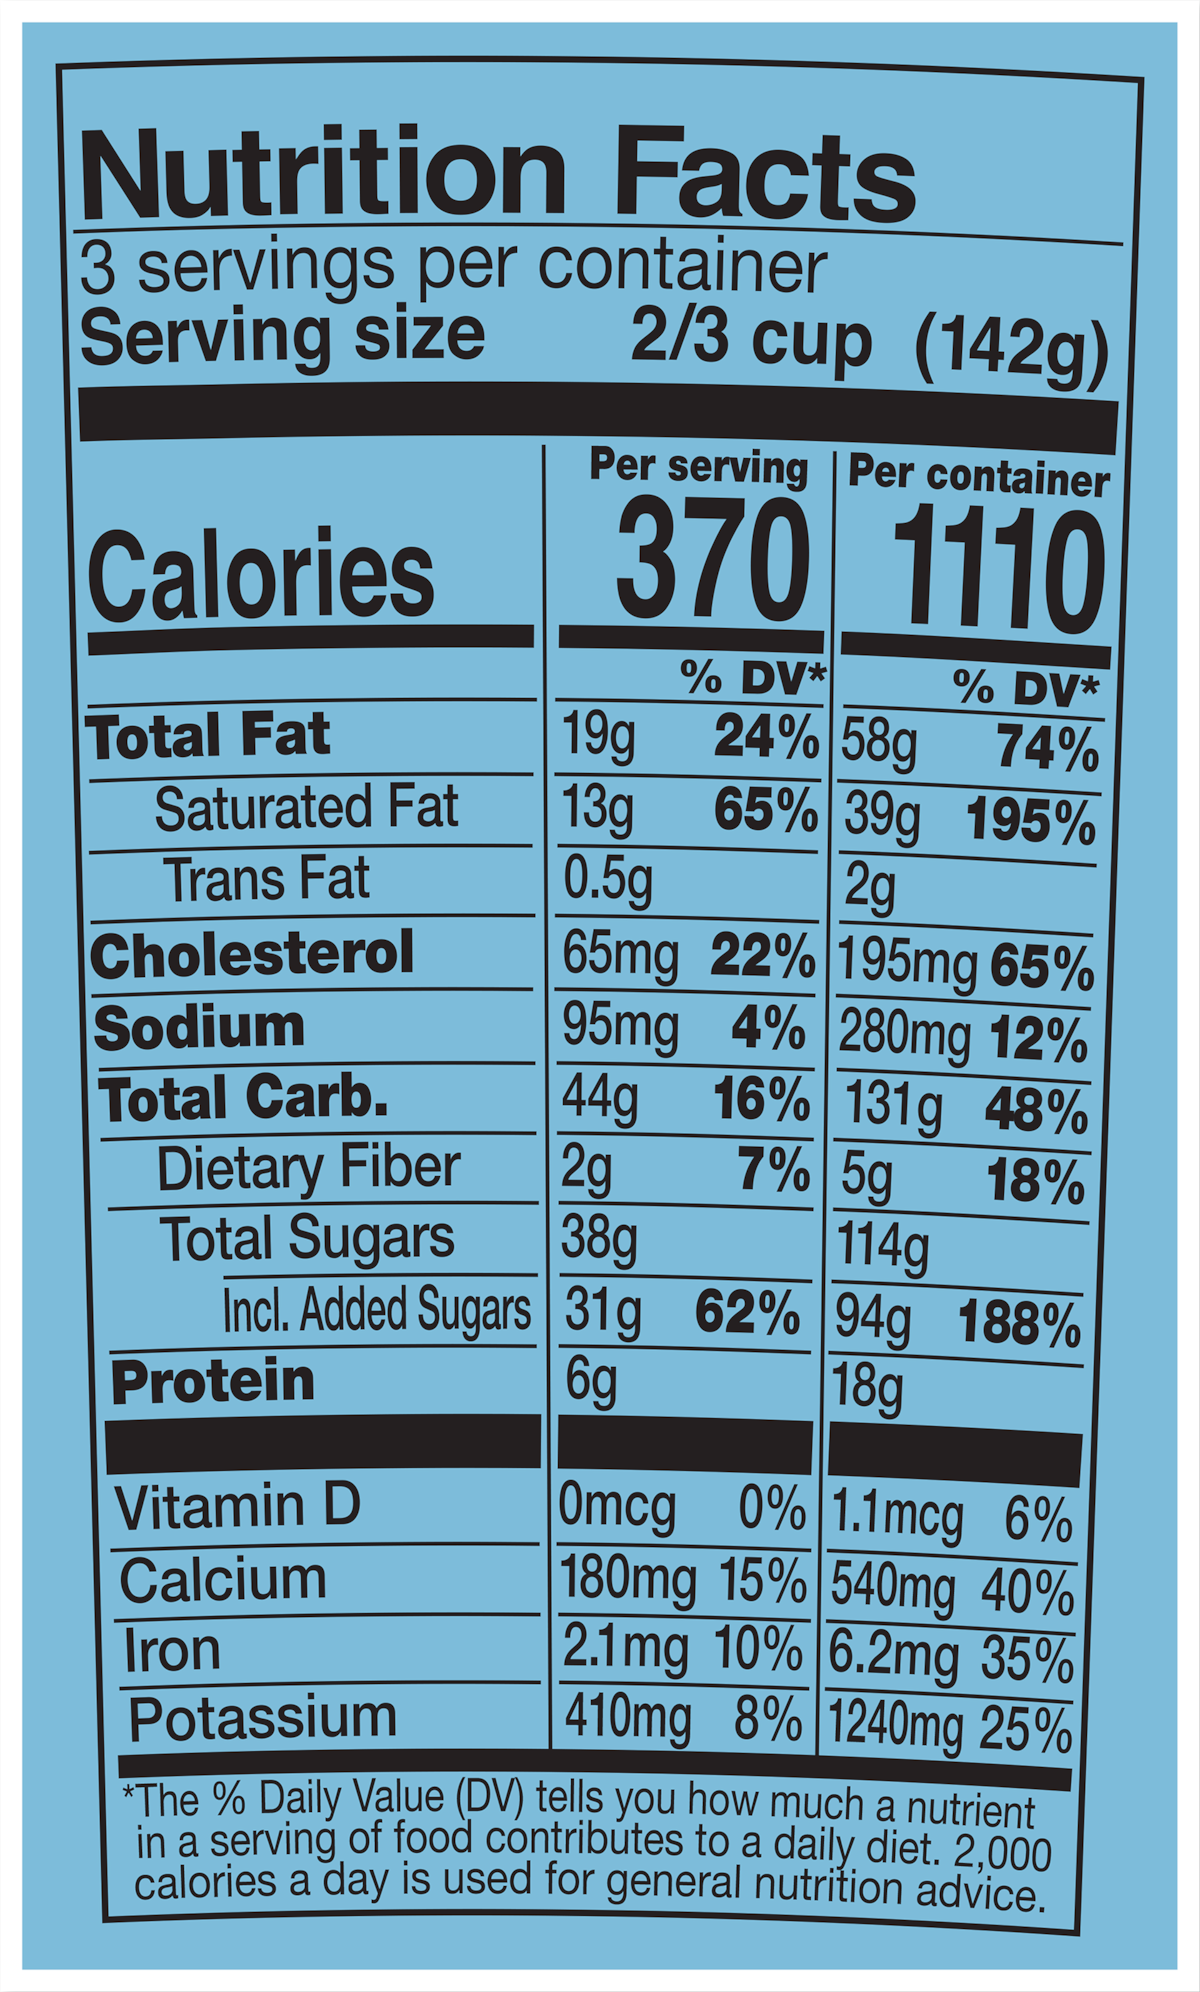 Nutrition Facts
3 servings per container
Serving size 2/3 cup (142g)
Per serving Per container
Calories 370 1110
% DV* % DV*
Total Fat 19g 24% 58g 74%
Saturated Fat 13g 65% 39g 195%
Trans Fat 0.5g 2g
Cholesterol 65mg 22% 195mg 65%
Sodium 95mg 4% 280mg 12%
Total Carb. 44g 16% 131g 48%
Dietary Fiber 2g 7% 5g 18%
Total Sugars 38g 114g
Incl. Added Sugars 31g 62% 94g 188%
Protein 6g 18g
Vitamin D 0mcg 0% 1.1mcg 6%
Calcium 180mg 15% 540mg 40%
Iron 2.1mg 10% 6.2mg 35%
Potassium 410mg 8% 1240mg 25%
*The % Daily Value (DV) tells you how much a nutrient
in a serving of food contributes to a daily diet. 2,000
calories a day is used for general nutrition advice.